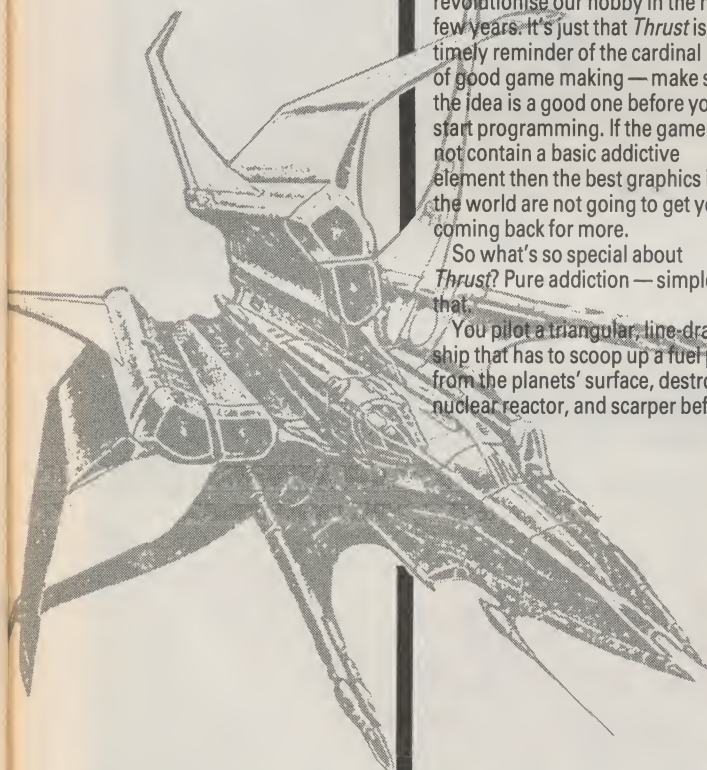 revolutionise our hobby in the n
few years. It's just that Thrust is
timely reminder of the cardinal
of good game making — make s
the idea is a good one before yo
start programming. If the game
not contain a basic addictive
element then the best graphics i
the world are not going to get yo
coming back for more.
So what's so special about
Thrust? Pure addiction — simple
that.
You pilot a triangular, line-dra
ship that has to scoop up a fuel p
from the planets' surface, destro
nuclear reactor, and scarper bef